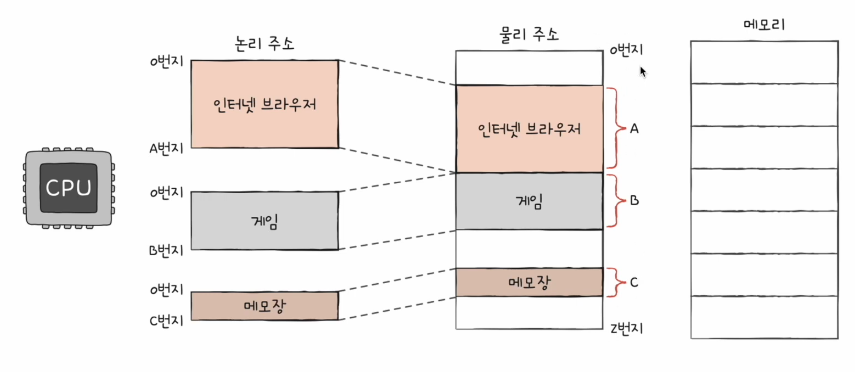 논리 주소
물리 주소
메모리
0번지
인터넷 브라우저
A번지
0번지
게임
B번지
0번지
메모장
C번지
CPU
0번지
인터넷 브라우저
A
게임
B
메모장
C
Z번지